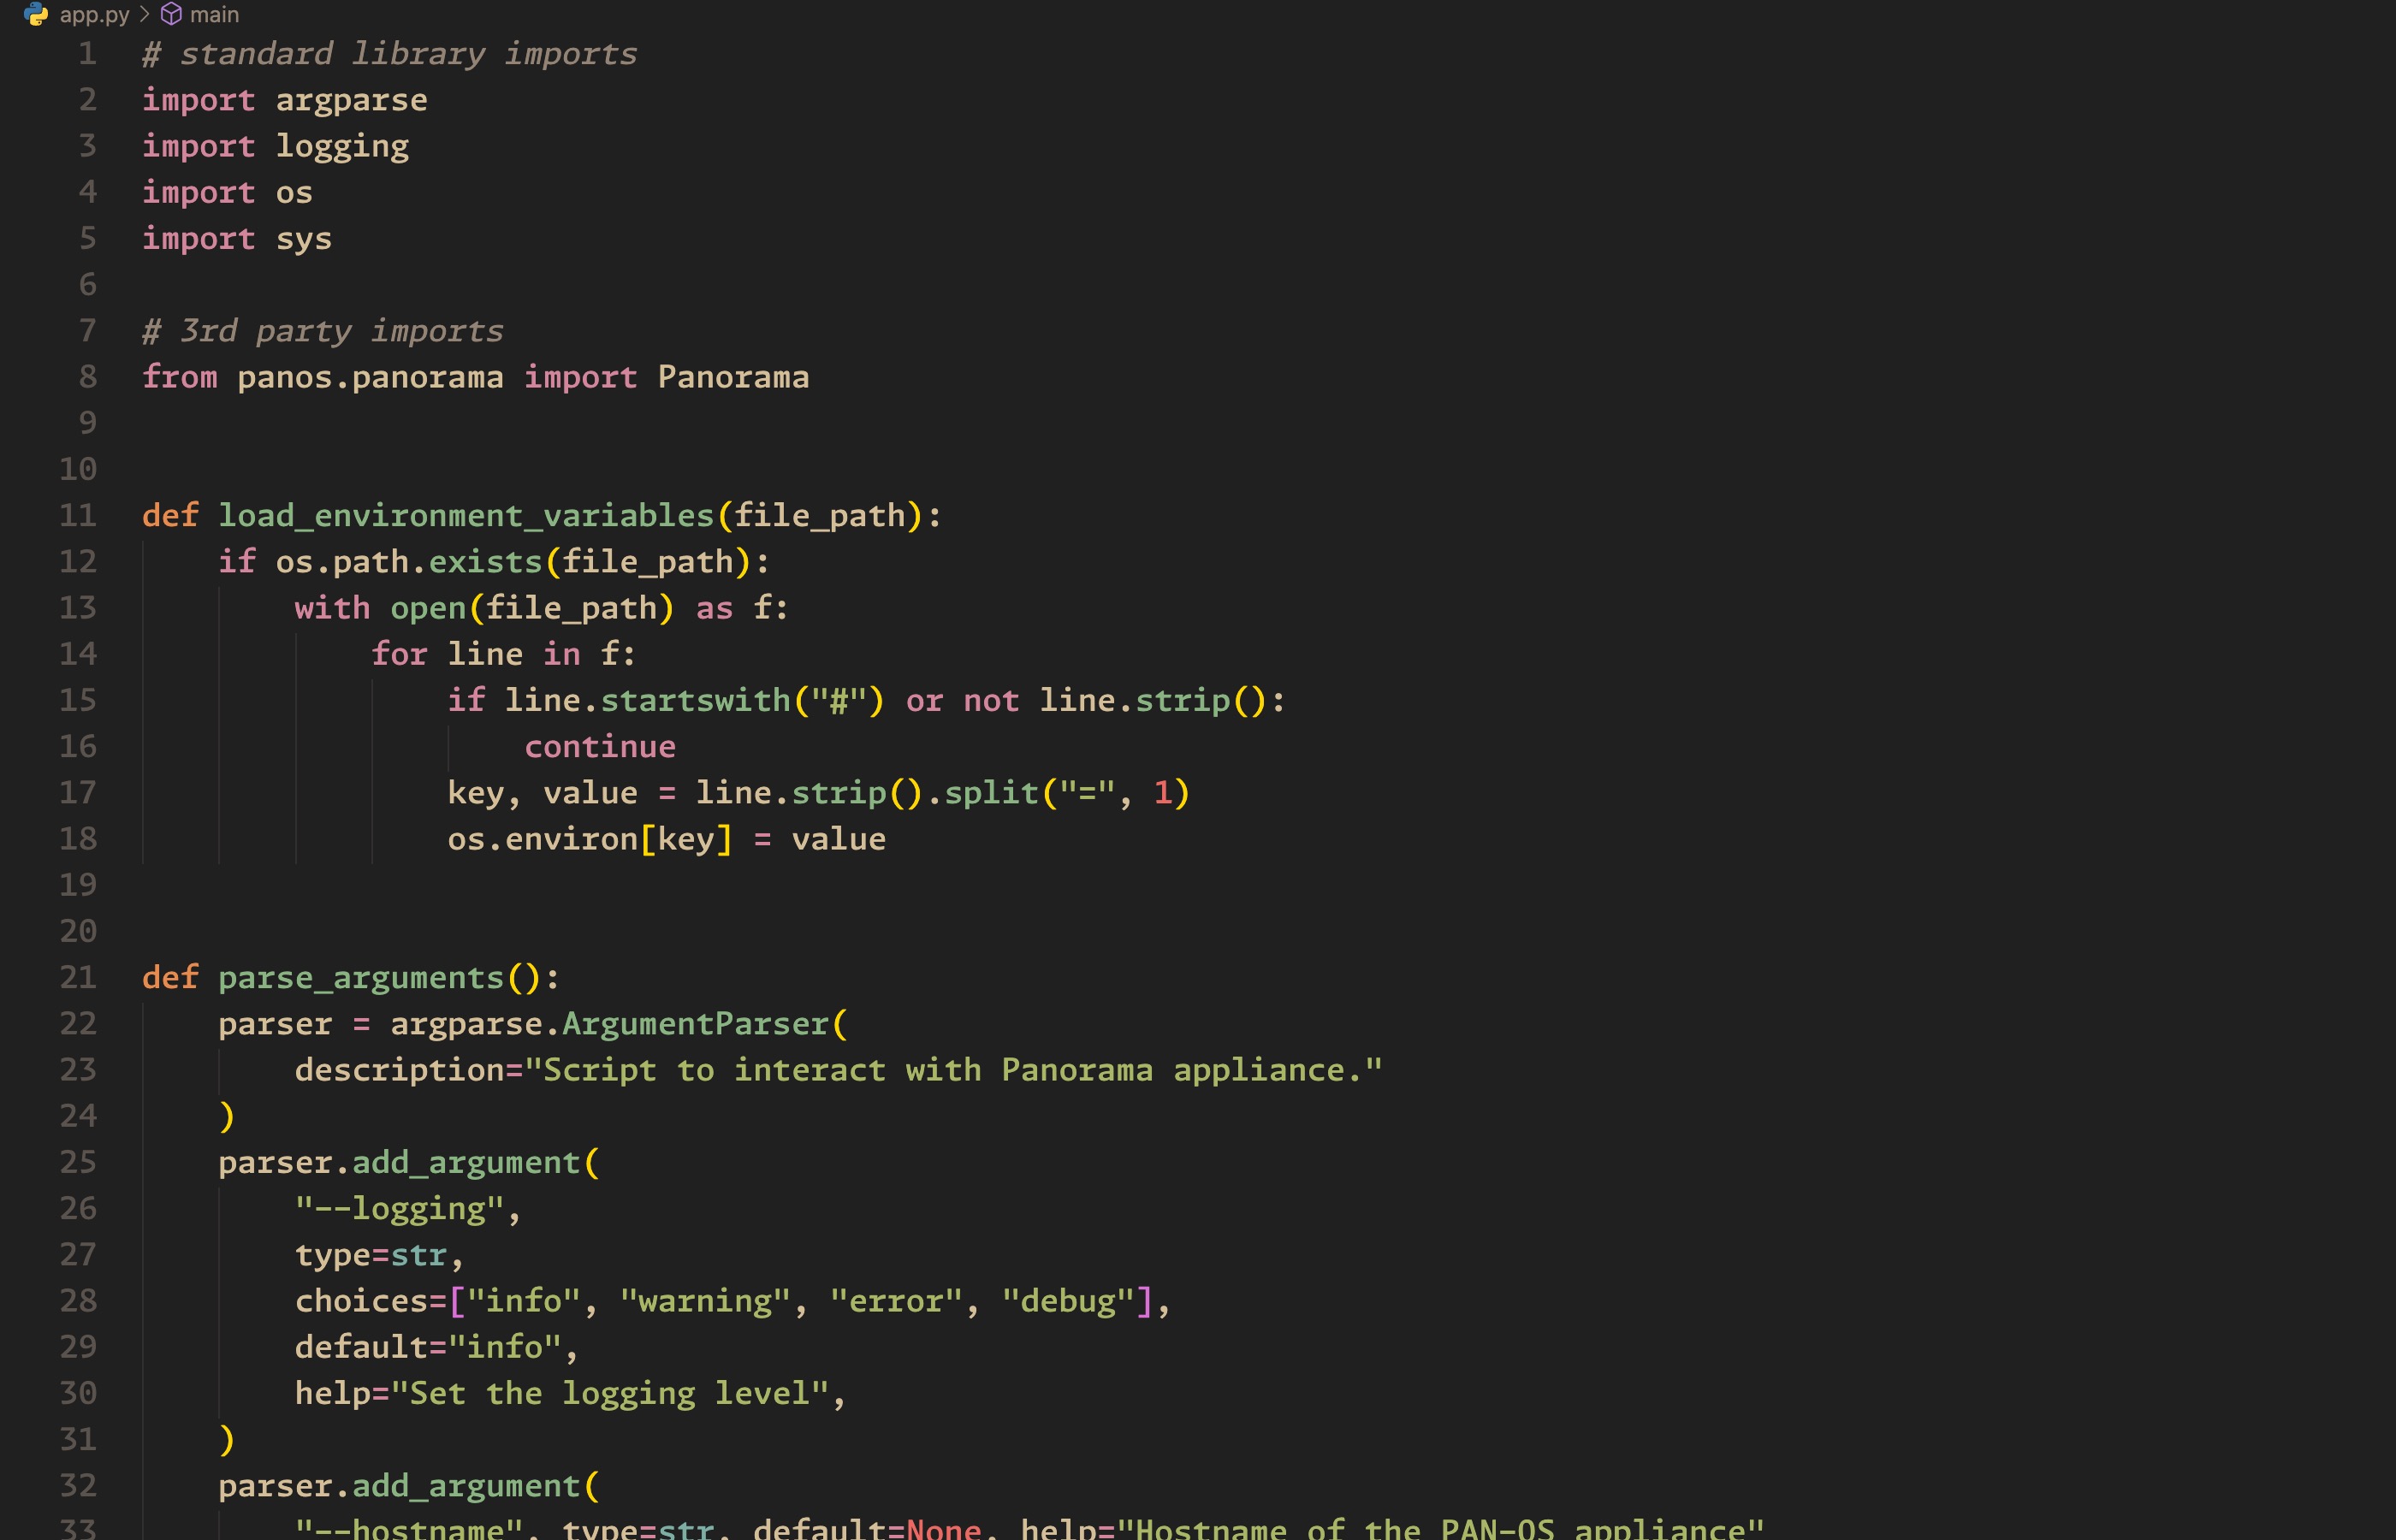 app.py > main
1 # standard library imports
2 import argparse
3 import logging
4 import os
5 import sys
6
7 # 3rd party imports
8 from panos.panorama import Panorama
9
10
11 def load_environment_variables(file_path):
12     if os.path.exists(file_path):
13         with open(file_path) as f:
14             for line in f:
15                 if line.startswith("#") or not line.strip():
16                     continue
17                 key, value = line.strip().split("=", 1)
18                 os.environ[key] = value
19
20
21 def parse_arguments():
22     parser = argparse.ArgumentParser(
23         description="Script to interact with Panorama appliance."
24     )
25     parser.add_argument(
26         "--logging",
27         type=str,
28         choices=["info", "warning", "error", "debug"],
29         default="info",
30         help="Set the logging level",
31     )
32     parser.add_argument(
33         "--hostname", type=str, default=None, help="Hostname of the PAN-OS appliance"